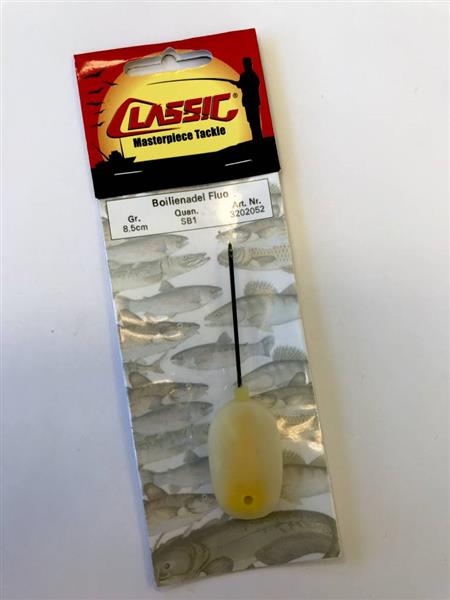 CLASSIC®
Masterpiece Tackle
Boilienadel Fluo
Gr. Quan. Art. Nr.
8.5cm SB1 3202052